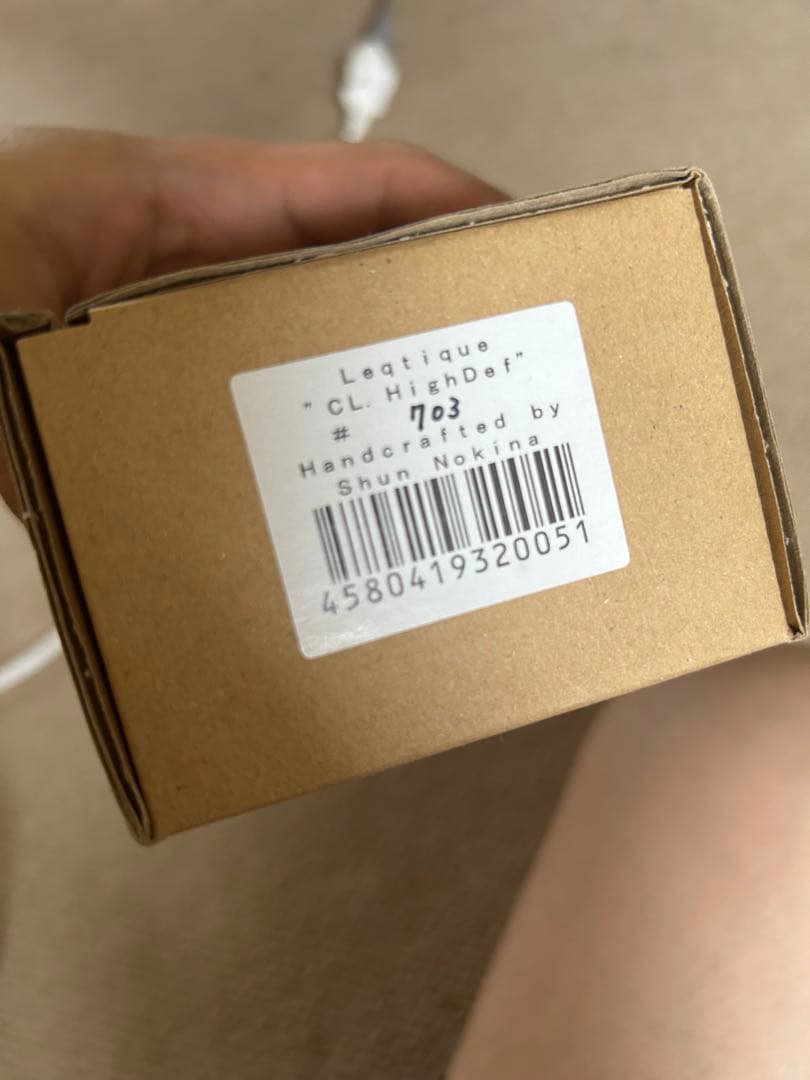 Leqtique
"CL. HighDef"
# 703
Handcrafted by
Shun Nokina
4580419320051